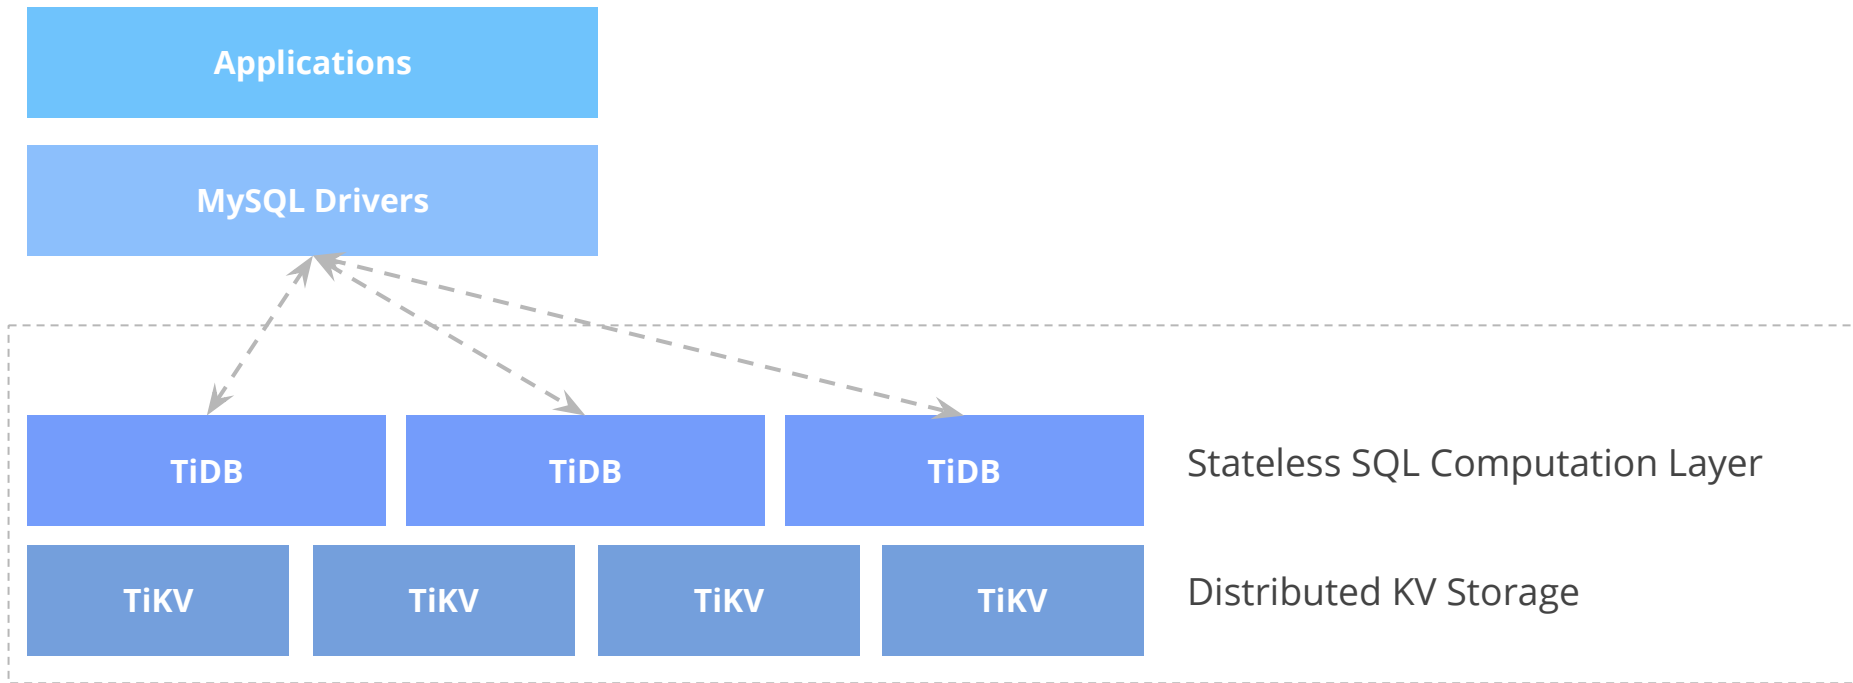 Applications
MySQL Drivers
TiDB TiDB TiDB Stateless SQL Computation Layer
TiKV TiKV TiKV TiKV Distributed KV Storage